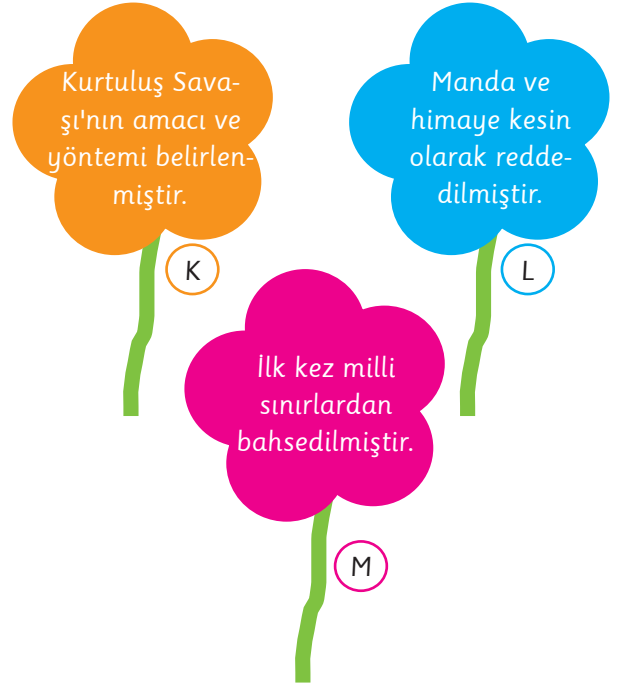 Kurtuluş Sava-
şı'nın amacı ve
yöntemi belirlen-
miştir.
K
Manda ve
himaye kesin
olarak redde-
dilmiştir.
L
İlk kez milli
sınırlardan
bahsedilmiştir.
M